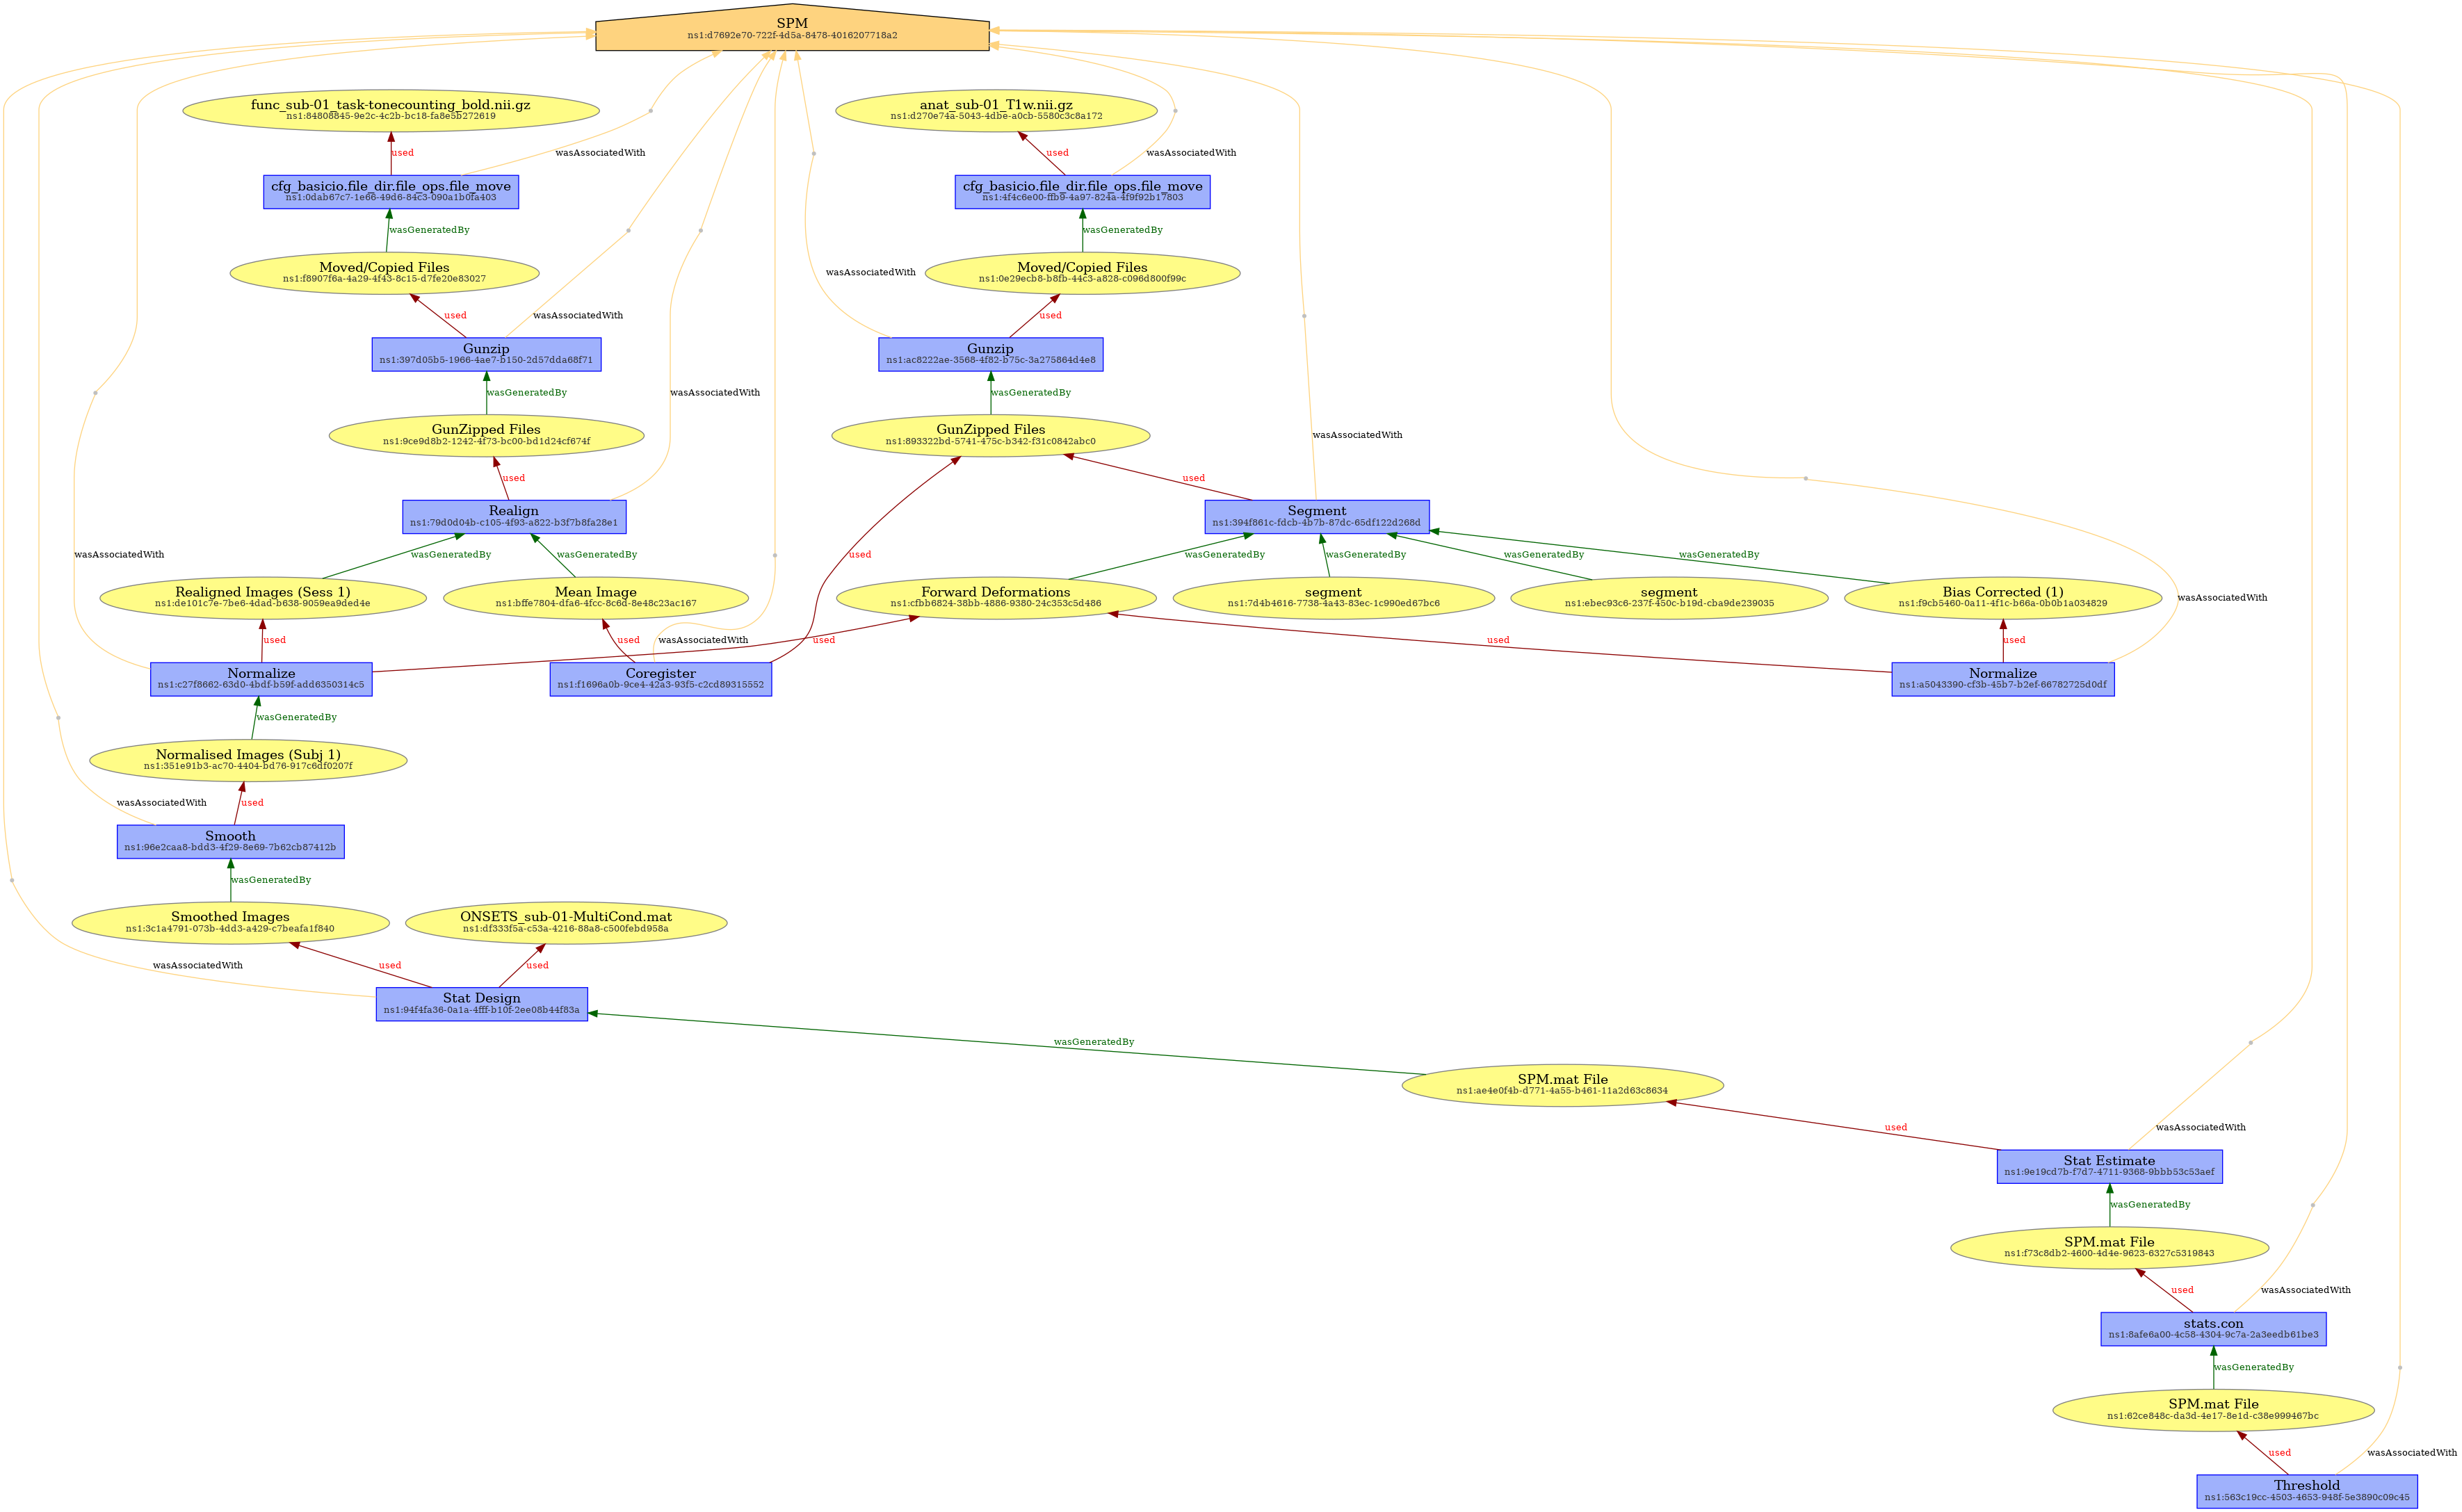 SPM
ns1:d7692e70-722f-4d5a-8478-4016207718a2
func_sub-01_task-tonecounting_bold.nii.gz
ns1:84808845-9e2c-4c2b-bc18-fa8e5b272619
anat_sub-01_T1w.nii.gz
ns1:d270e74a-5043-4dbe-a0cb-5580c3c8a172
used
wasAssociatedWith
used
wasAssociatedWith
cfg_basicio.file_dir.file_ops.file_move
ns1:0dab67c7-1e66-49d6-84c3-090a1b0fa403
cfg_basicio.file_dir.file_ops.file_move
ns1:4f4c6e00-ffb9-4a97-824a-4f9f92b17803
wasGeneratedBy
wasGeneratedBy
Moved/Copied Files
ns1:f8907f6a-4a29-4f43-8c15-d7fe20e83027
Moved/Copied Files
ns1:0e29ecb8-b8fb-44c3-a828-c096d800f99c
wasAssociatedWith
used
wasAssociatedWith
used
Gunzip
ns1:397d05b5-1966-4ae7-b150-2d57dda68f71
Gunzip
ns1:ac8222ae-3568-4f82-b75c-3a275864d4e8
wasGeneratedBy
wasAssociatedWith
wasGeneratedBy
GunZipped Files
ns1:9ce9d8b2-1242-4f73-bc00-bd1d24cf674f
GunZipped Files
ns1:893322bd-5741-475c-b342-f31c0842abc0
wasAssociatedWith
used
used
Realign
ns1:79d0d04b-c105-4f93-a822-b3f7b8fa28e1
Segment
ns1:394f861c-fdcb-4b7b-87dc-65df122d268d
wasAssociatedWith
wasGeneratedBy
wasGeneratedBy
used
wasGeneratedBy
wasGeneratedBy
wasGeneratedBy
wasGeneratedBy
Realigned Images (Sess 1)
ns1:de101c7e-7be6-4dad-b638-9059ea9ded4e
Mean Image
ns1:bffe7804-dfa6-4fcc-8c6d-8e48c23ac167
Forward Deformations
ns1:cfbb6824-38bb-4886-9380-24c353c5d486
segment
ns1:7d4b4616-7738-4a43-83ec-1c990ed67bc6
segment
ns1:ebec93c6-237f-450c-b19d-cba9de239035
Bias Corrected (1)
ns1:f9cb5460-0a11-4f1c-b66a-0b0b1a034829
wasAssociatedWith
used
used
wasAssociatedWith
used
used
used
Normalize
ns1:c27f8662-63d0-4bdf-b59f-add6350314c5
Coregister
ns1:f1696a0b-9ce4-42a3-93f5-c2cd89315552
Normalize
ns1:a5043390-cf3b-45b7-b2ef-66782725d0df
wasGeneratedBy
Normalised Images (Subj 1)
ns1:351e91b3-ac70-4404-bd76-917c6df0207f
wasAssociatedWith
used
Smooth
ns1:96e2caa8-bdd3-4f29-8e69-7b62cb87412b
wasGeneratedBy
Smoothed Images
ns1:3c1a4791-073b-4dd3-a429-c7beafa1f840
ONSETS_sub-01-MultiCond.mat
ns1:df333f5a-c53a-4216-88a8-c500febd958a
wasAssociatedWith
used
used
Stat Design
ns1:94f4fa36-0a1a-4fff-b10f-2ee08b44f83a
wasGeneratedBy
SPM.mat File
ns1:ae4e0f4b-d771-4a55-b461-11a2d63c8634
used
wasAssociatedWith
Stat Estimate
ns1:9e19cd7b-f7d7-4711-9368-9bbb53c53aef
wasGeneratedBy
SPM.mat File
ns1:f73c8db2-4600-4d4e-9623-6327c5319843
used
wasAssociatedWith
stats.con
ns1:8afe6a00-4c58-4304-9c7a-2a3eedb61be3
wasGeneratedBy
SPM.mat File
ns1:62ce848c-da3d-4e17-8e1d-c38e999467bc
used
wasAssociatedWith
Threshold
ns1:563c19cc-4503-4653-948f-5e3890c09c45